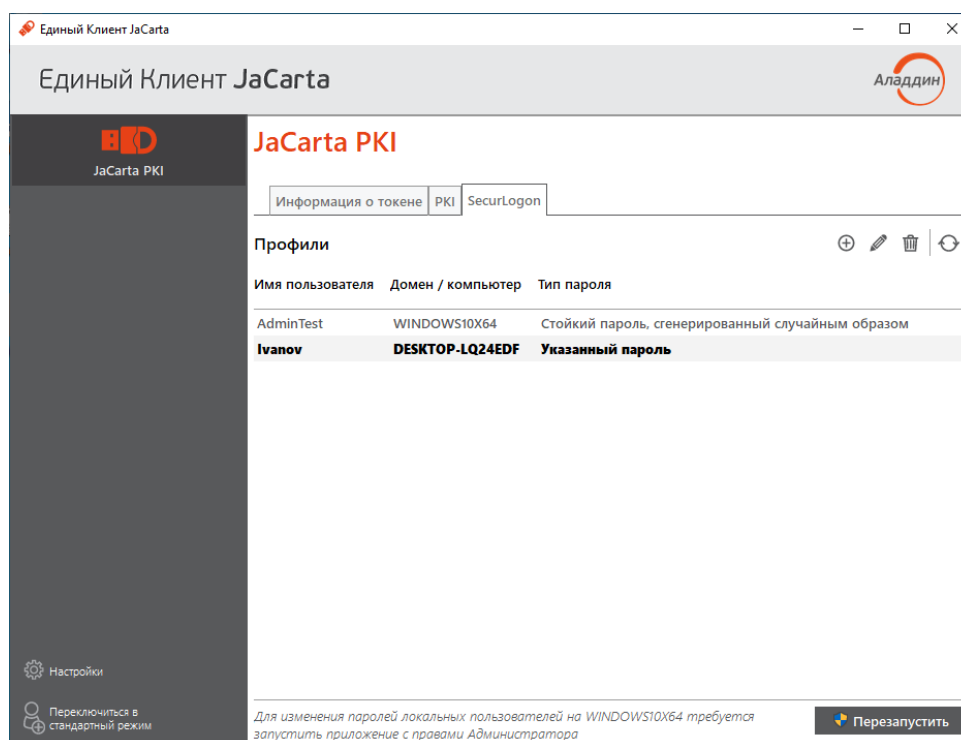 Единый Клиент JaCarta
Единый Клиент JaCarta
Аладдин
JaCarta PKI
JaCarta PKI
Информация о токене PKI SecurLogon
Профили
Имя пользователя Домен / компьютер Тип пароля
AdminTest WINDOWS10X64 Стойкий пароль, сгенерированный случайным образом
Ivanov DESKTOP-LQ24EDF Указанный пароль
Настройки
Переключиться в
стандартный режим
Для изменения паролей локальных пользователей на WINDOWS10X64 требуется
запустить приложение с правами Администратора
Перезапустить